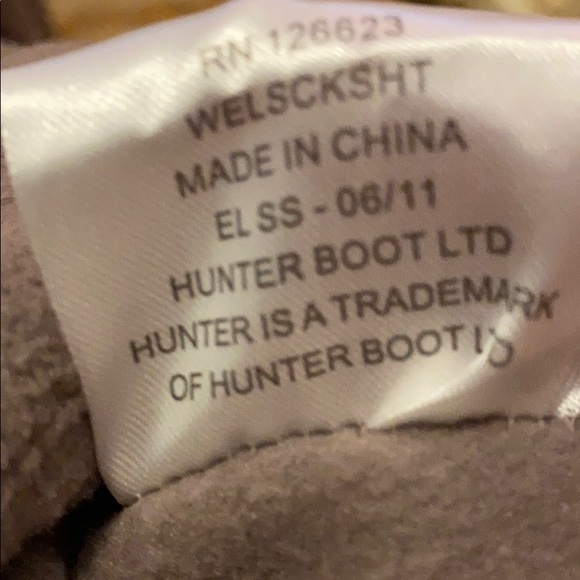 RN 126623
WELSCKSHT
MADE IN CHINA
EL SS - 06/11
HUNTER BOOT LTD
HUNTER IS A TRADEMARK
OF HUNTER BOOT